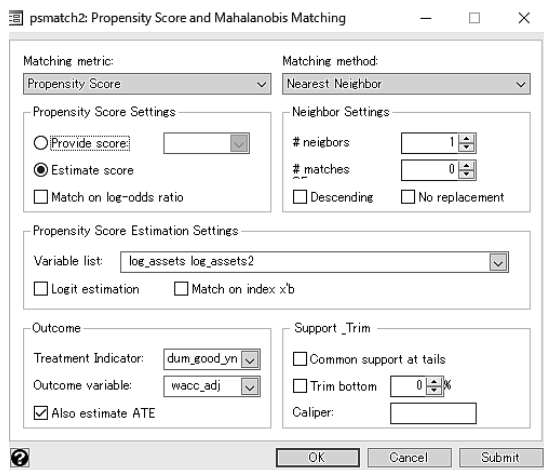 psmatch2: Propensity Score and Mahalanobis Matching
Matching metric:
Propensity Score
Matching method:
Nearest Neighbor
Propensity Score Settings
Provide score:
Estimate score
Match on log-odds ratio
Neighbor Settings
# neigbors 1
# matches 0
Descending No replacement
Propensity Score Estimation Settings
Variable list: log_assets log_assets2
Logit estimation Match on index x'b
Outcome
Treatment Indicator: dum_good_yn
Outcome variable: wacc_adj
Also estimate ATE
Support _Trim
Common support at tails
Trim bottom 0 %
Caliper:
OK Cancel Submit